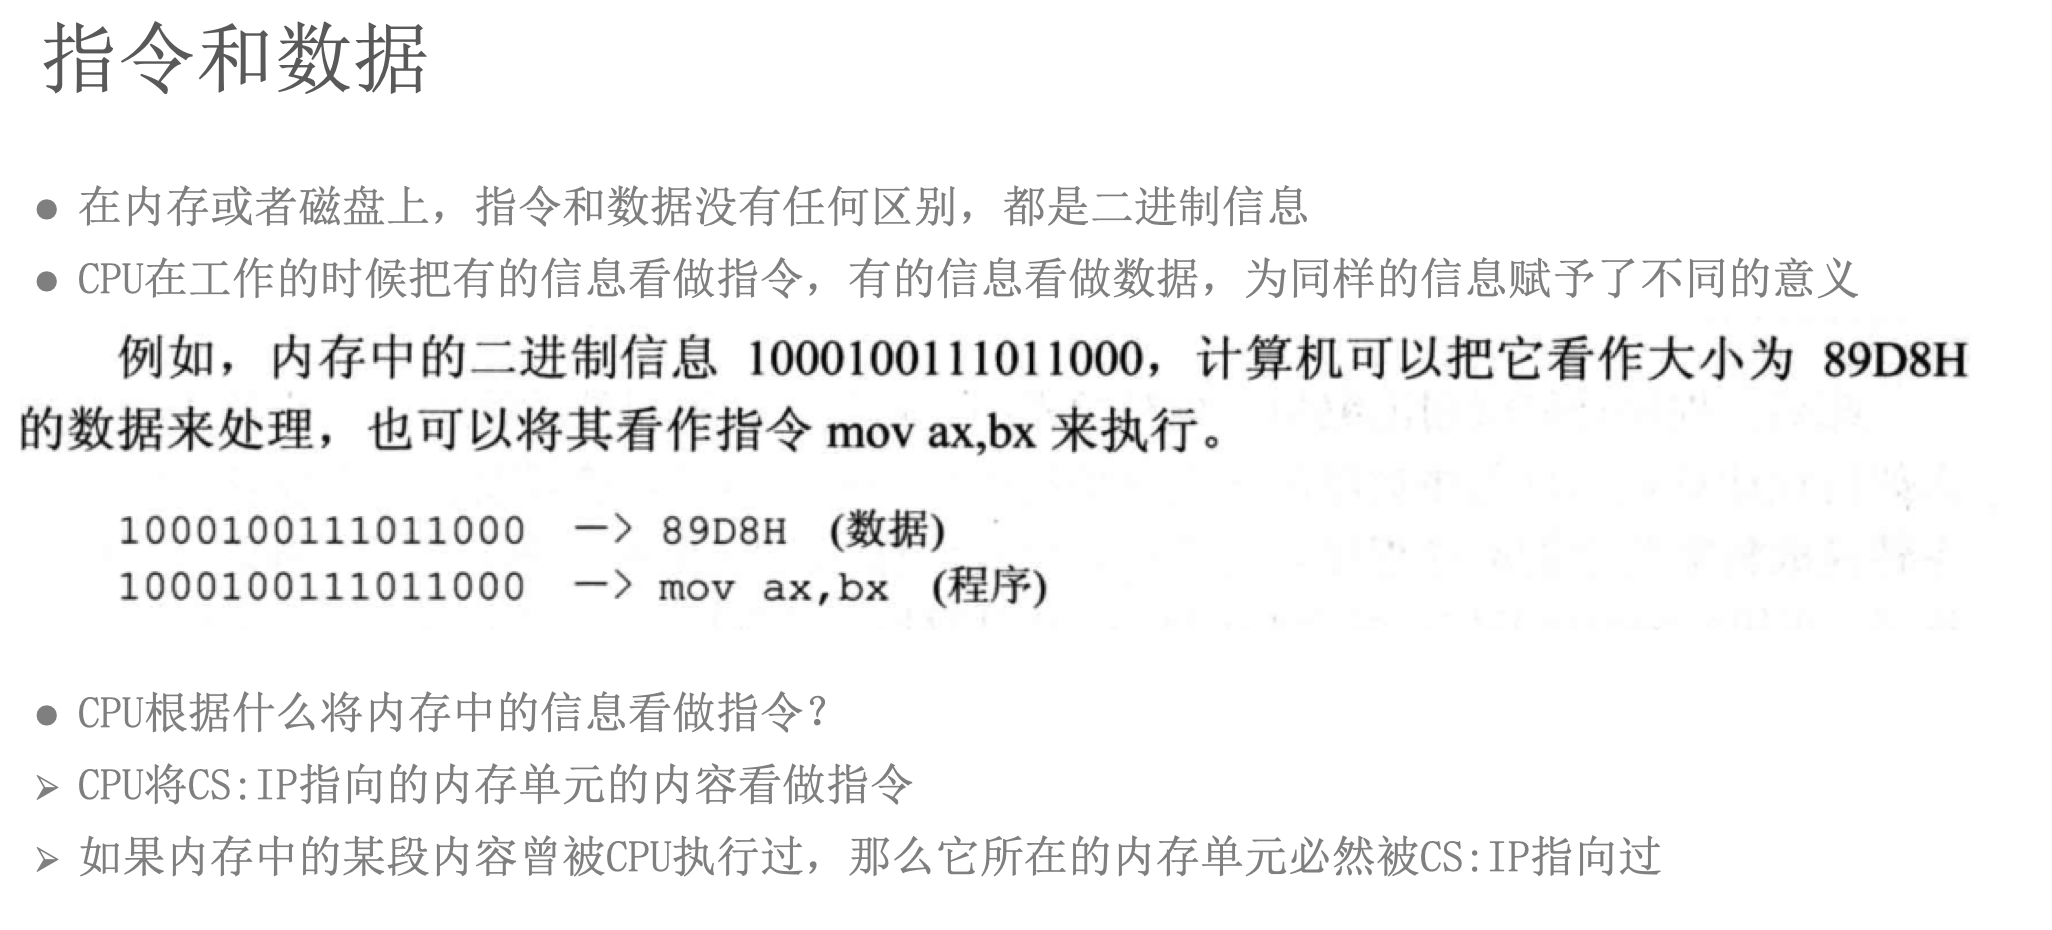 指令和数据
● 在内存或者磁盘上，指令和数据没有任何区别，都是二进制信息
● CPU在工作的时候把有的信息看做指令，有的信息看做数据，为同样的信息赋予了不同的意义
例如，内存中的二进制信息 1000100111011000，计算机可以把它看作大小为 89D8H
的数据来处理，也可以将其看作指令 mov ax,bx 来执行。
1000100111011000 —> 89D8H (数据)
1000100111011000 —> mov ax,bx (程序)
● CPU根据什么将内存中的信息看做指令？
➢ CPU将CS:IP指向的内存单元的内容看做指令
➢ 如果内存中的某段内容曾被CPU执行过，那么它所在的内存单元必然被CS:IP指向过